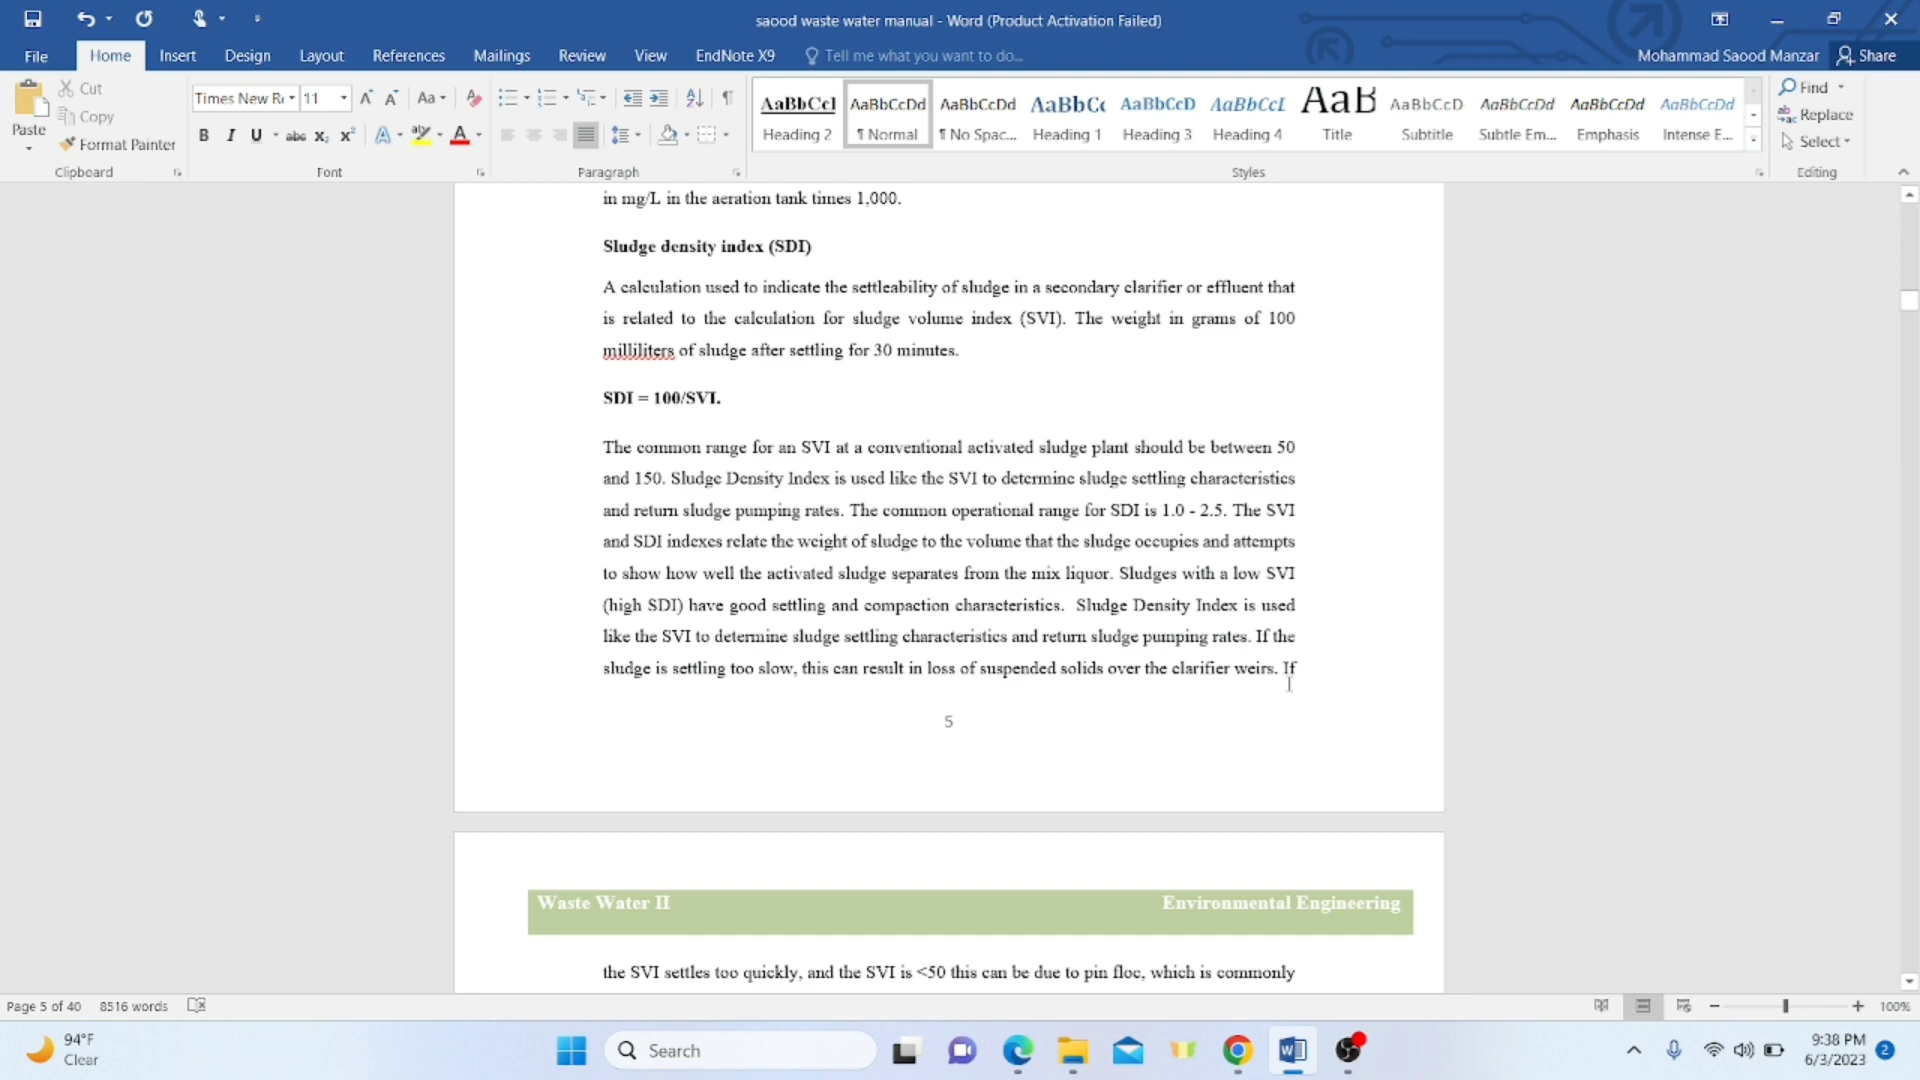 saood waste water manual - Word (Product Activation Failed)
File Home Insert Design Layout References Mailings Review View EndNote X9 Tell me what you want to do... Mohammad Saood Manzar Share
Paste
Cut
Copy
Format Painter
Clipboard
Times New R 11
Font
Paragraph
AaBbCcI AaBbCcDd AaBbCcDd AaBbCc AaBbCcD AaBbCcL AaB AaBbCcD AaBbCcDd AaBbCcDd AaBbCcDd
Heading 2 ¶ Normal ¶ No Spac... Heading 1 Heading 3 Heading 4 Title Subtitle Subtle Em... Emphasis Intense E...
Styles
Find
Replace
Select
Editing
in mg/L in the aeration tank times 1,000.
Sludge density index (SDI)
A calculation used to indicate the settleability of sludge in a secondary clarifier or effluent that
is related to the calculation for sludge volume index (SVI). The weight in grams of 100
milliliters of sludge after settling for 30 minutes.
SDI = 100/SVI.
The common range for an SVI at a conventional activated sludge plant should be between 50
and 150. Sludge Density Index is used like the SVI to determine sludge settling characteristics
and return sludge pumping rates. The common operational range for SDI is 1.0 - 2.5. The SVI
and SDI indexes relate the weight of sludge to the volume that the sludge occupies and attempts
to show how well the activated sludge separates from the mix liquor. Sludges with a low SVI
(high SDI) have good settling and compaction characteristics. Sludge Density Index is used
like the SVI to determine sludge settling characteristics and return sludge pumping rates. If the
sludge is settling too slow, this can result in loss of suspended solids over the clarifier weirs. If
5
Waste Water II Environmental Engineering
the SVI settles too quickly, and the SVI is <50 this can be due to pin floc, which is commonly
Page 5 of 40 8516 words 100%
94°F
Clear
Search
9:38 PM
6/3/2023
2